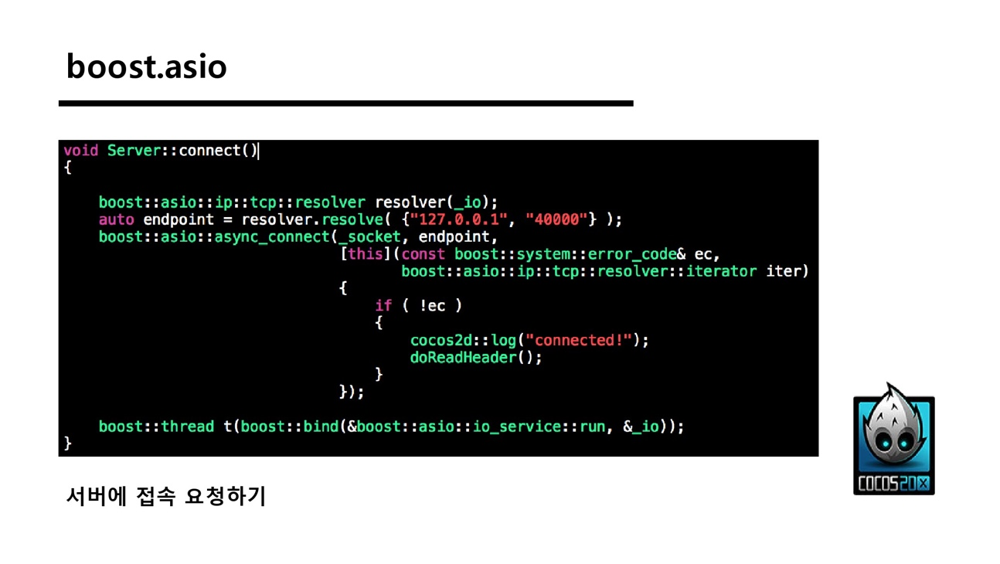 boost.asio
void Server::connect()
{
    boost::asio::ip::tcp::resolver resolver(_io);
    auto endpoint = resolver.resolve( {"127.0.0.1", "40000"} );
    boost::asio::async_connect(_socket, endpoint,
                               [this](const boost::system::error_code& ec,
                                      boost::asio::ip::tcp::resolver::iterator iter)
                               {
                                   if ( !ec )
                                   {
                                       cocos2d::log("connected!");
                                       doReadHeader();
                                   }
                               });
    boost::thread t(boost::bind(&boost::asio::io_service::run, &_io));
}
서버에 접속 요청하기
COCOS2DX